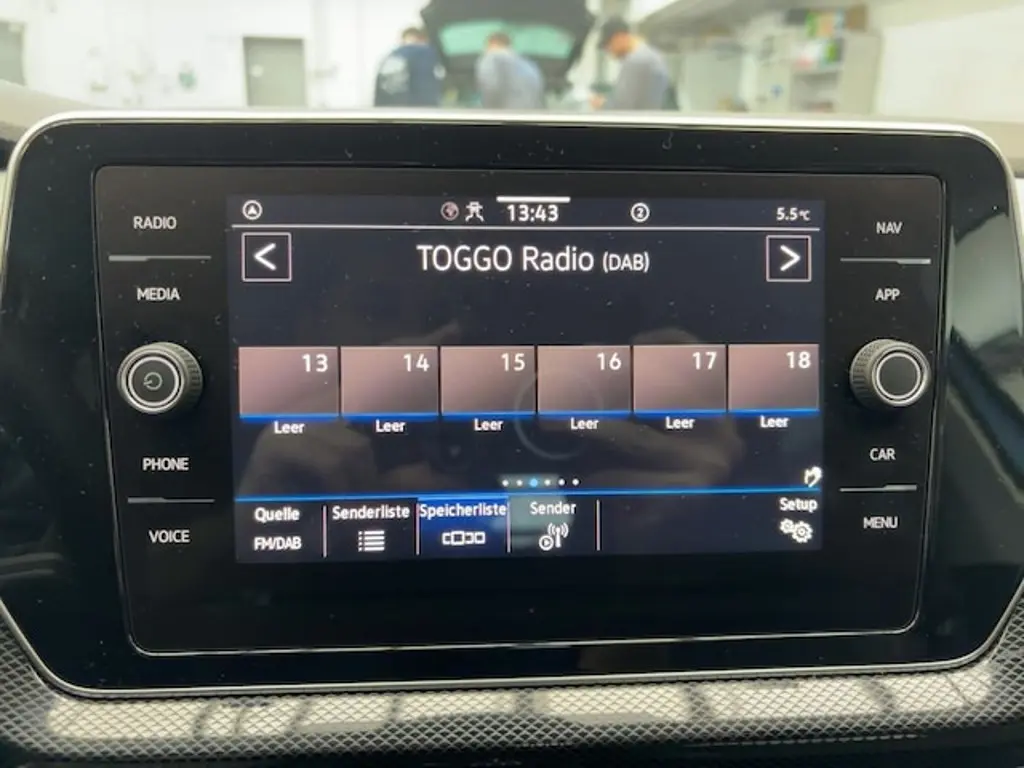 RADIO
MEDIA
PHONE
VOICE
13:43
2
5.5°C
<
TOGGO Radio (DAB)
>
13 14 15 16 17 18
Leer Leer Leer Leer Leer Leer
Quelle Senderliste Speicherliste Sender Setup
FM/DAB
NAV
APP
CAR
MENU